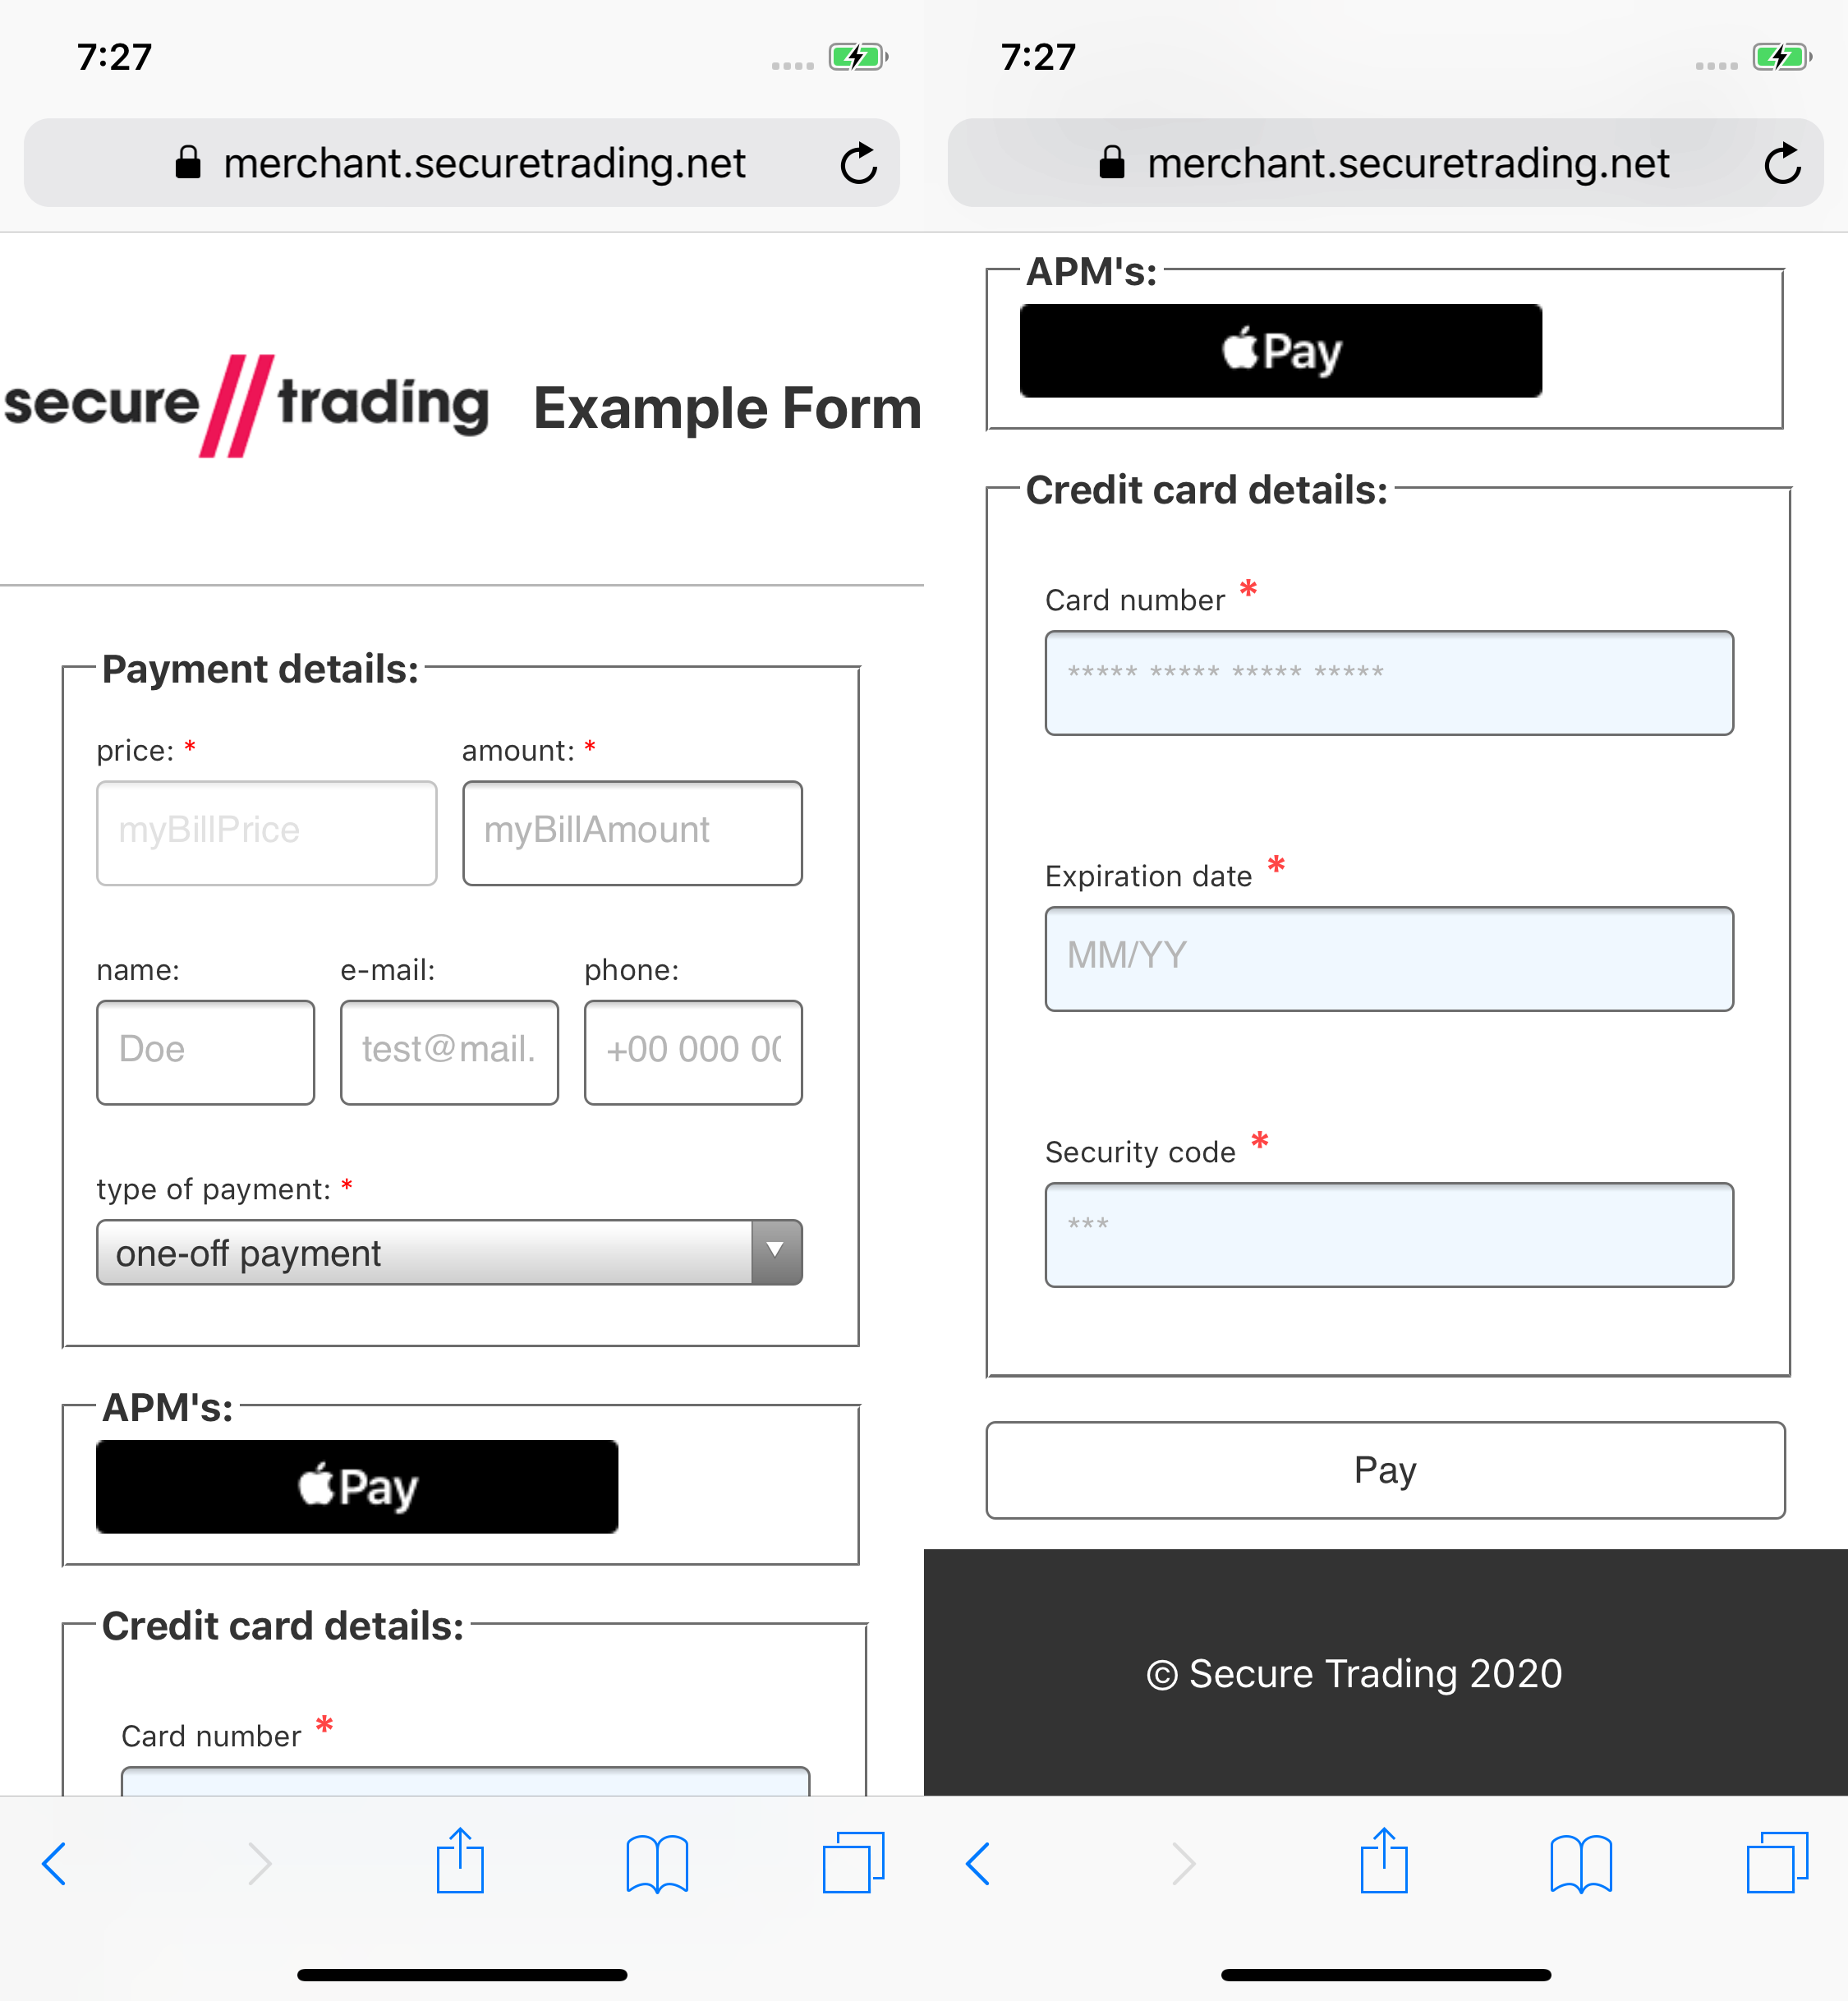 7:27
merchant.securetrading.net
secure trading Example Form
Payment details:
price: * amount: *
myBillPrice myBillAmount
name: e-mail: phone:
Doe test@mail. +00 000 00
type of payment: *
one-off payment
APM's:
Pay
Credit card details:
Card number *
7:27
merchant.securetrading.net
APM's:
Pay
Credit card details:
Card number *
***** ***** ***** *****
Expiration date *
MM/YY
Security code *
***
Pay
© Secure Trading 2020